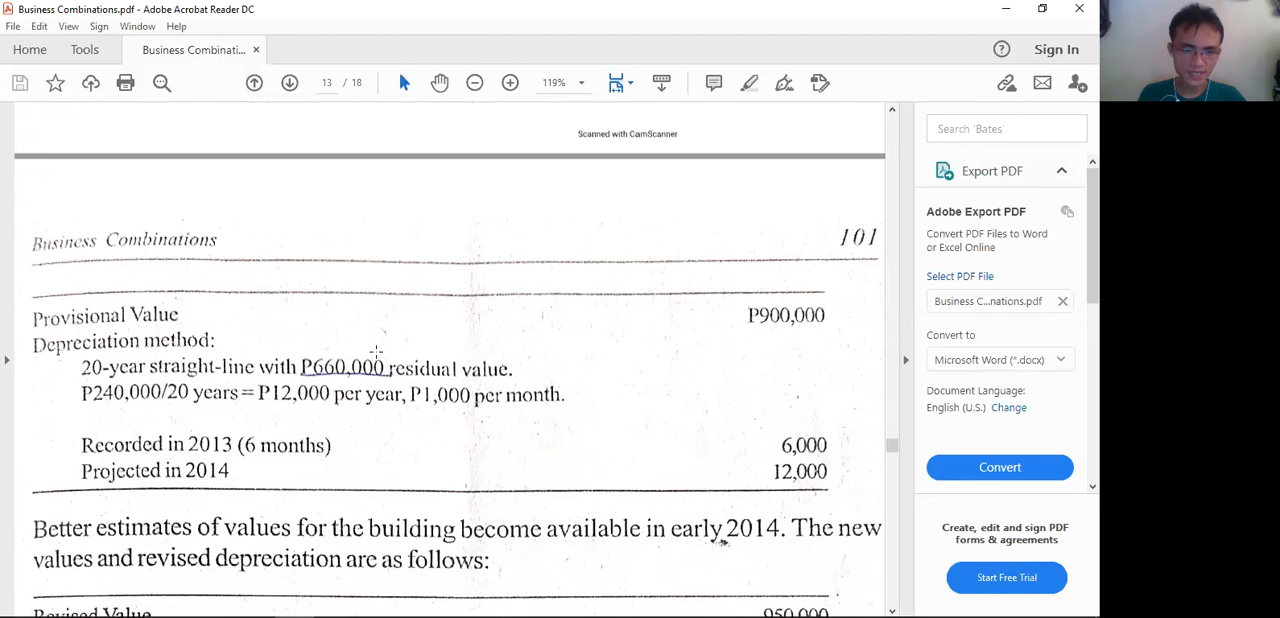 Business Combinations.pdf - Adobe Acrobat Reader DC
File Edit View Sign Window Help
Home Tools Business Combinati... × Sign In
13 / 18 119%
Scanned with CamScanner
Business Combinations 101
Provisional Value P900,000
Depreciation method:
20-year straight-line with P660,000 residual value.
P240,000/20 years = P12,000 per year, P1,000 per month.
Recorded in 2013 (6 months) 6,000
Projected in 2014 12,000
Better estimates of values for the building become available in early 2014. The new
values and revised depreciation are as follows:
Revised Value 950,000
Search 'Bates'
Export PDF
Adobe Export PDF
Convert PDF Files to Word
or Excel Online
Select PDF File
Business C...nations.pdf
Convert to
Microsoft Word (*.docx)
Document Language:
English (U.S.) Change
Convert
Create, edit and sign PDF
forms & agreements
Start Free Trial